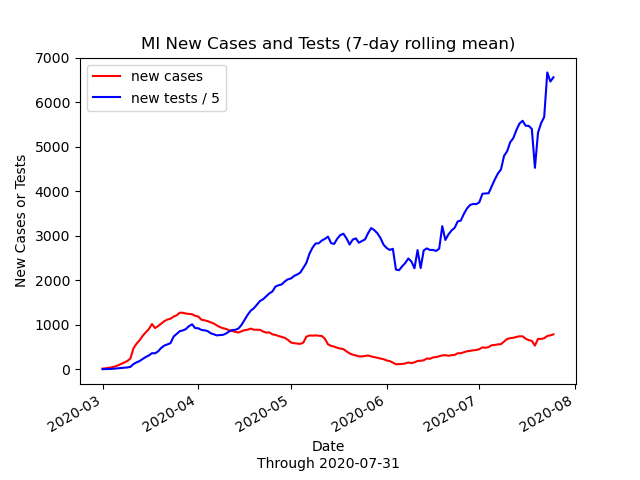 MI New Cases and Tests (7-day rolling mean)
new cases
new tests / 5
New Cases or Tests
7000
6000
5000
4000
3000
2000
1000
0
2020-03
2020-04
2020-05
2020-06
2020-07
2020-08
Date
Through 2020-07-31